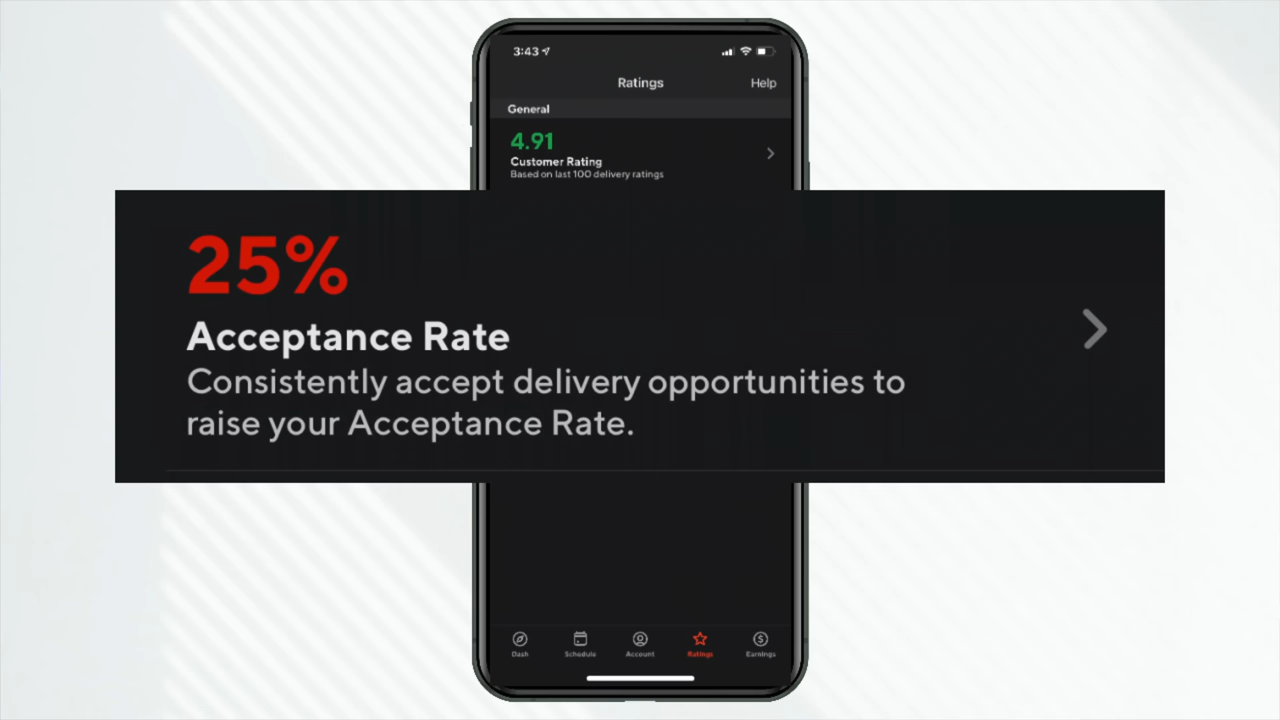 3:43
Ratings
Help
General
4.91
Customer Rating
Based on last 100 delivery ratings
25%
Acceptance Rate
Consistently accept delivery opportunities to
raise your Acceptance Rate.
Dash
Schedule
Account
Ratings
Earnings